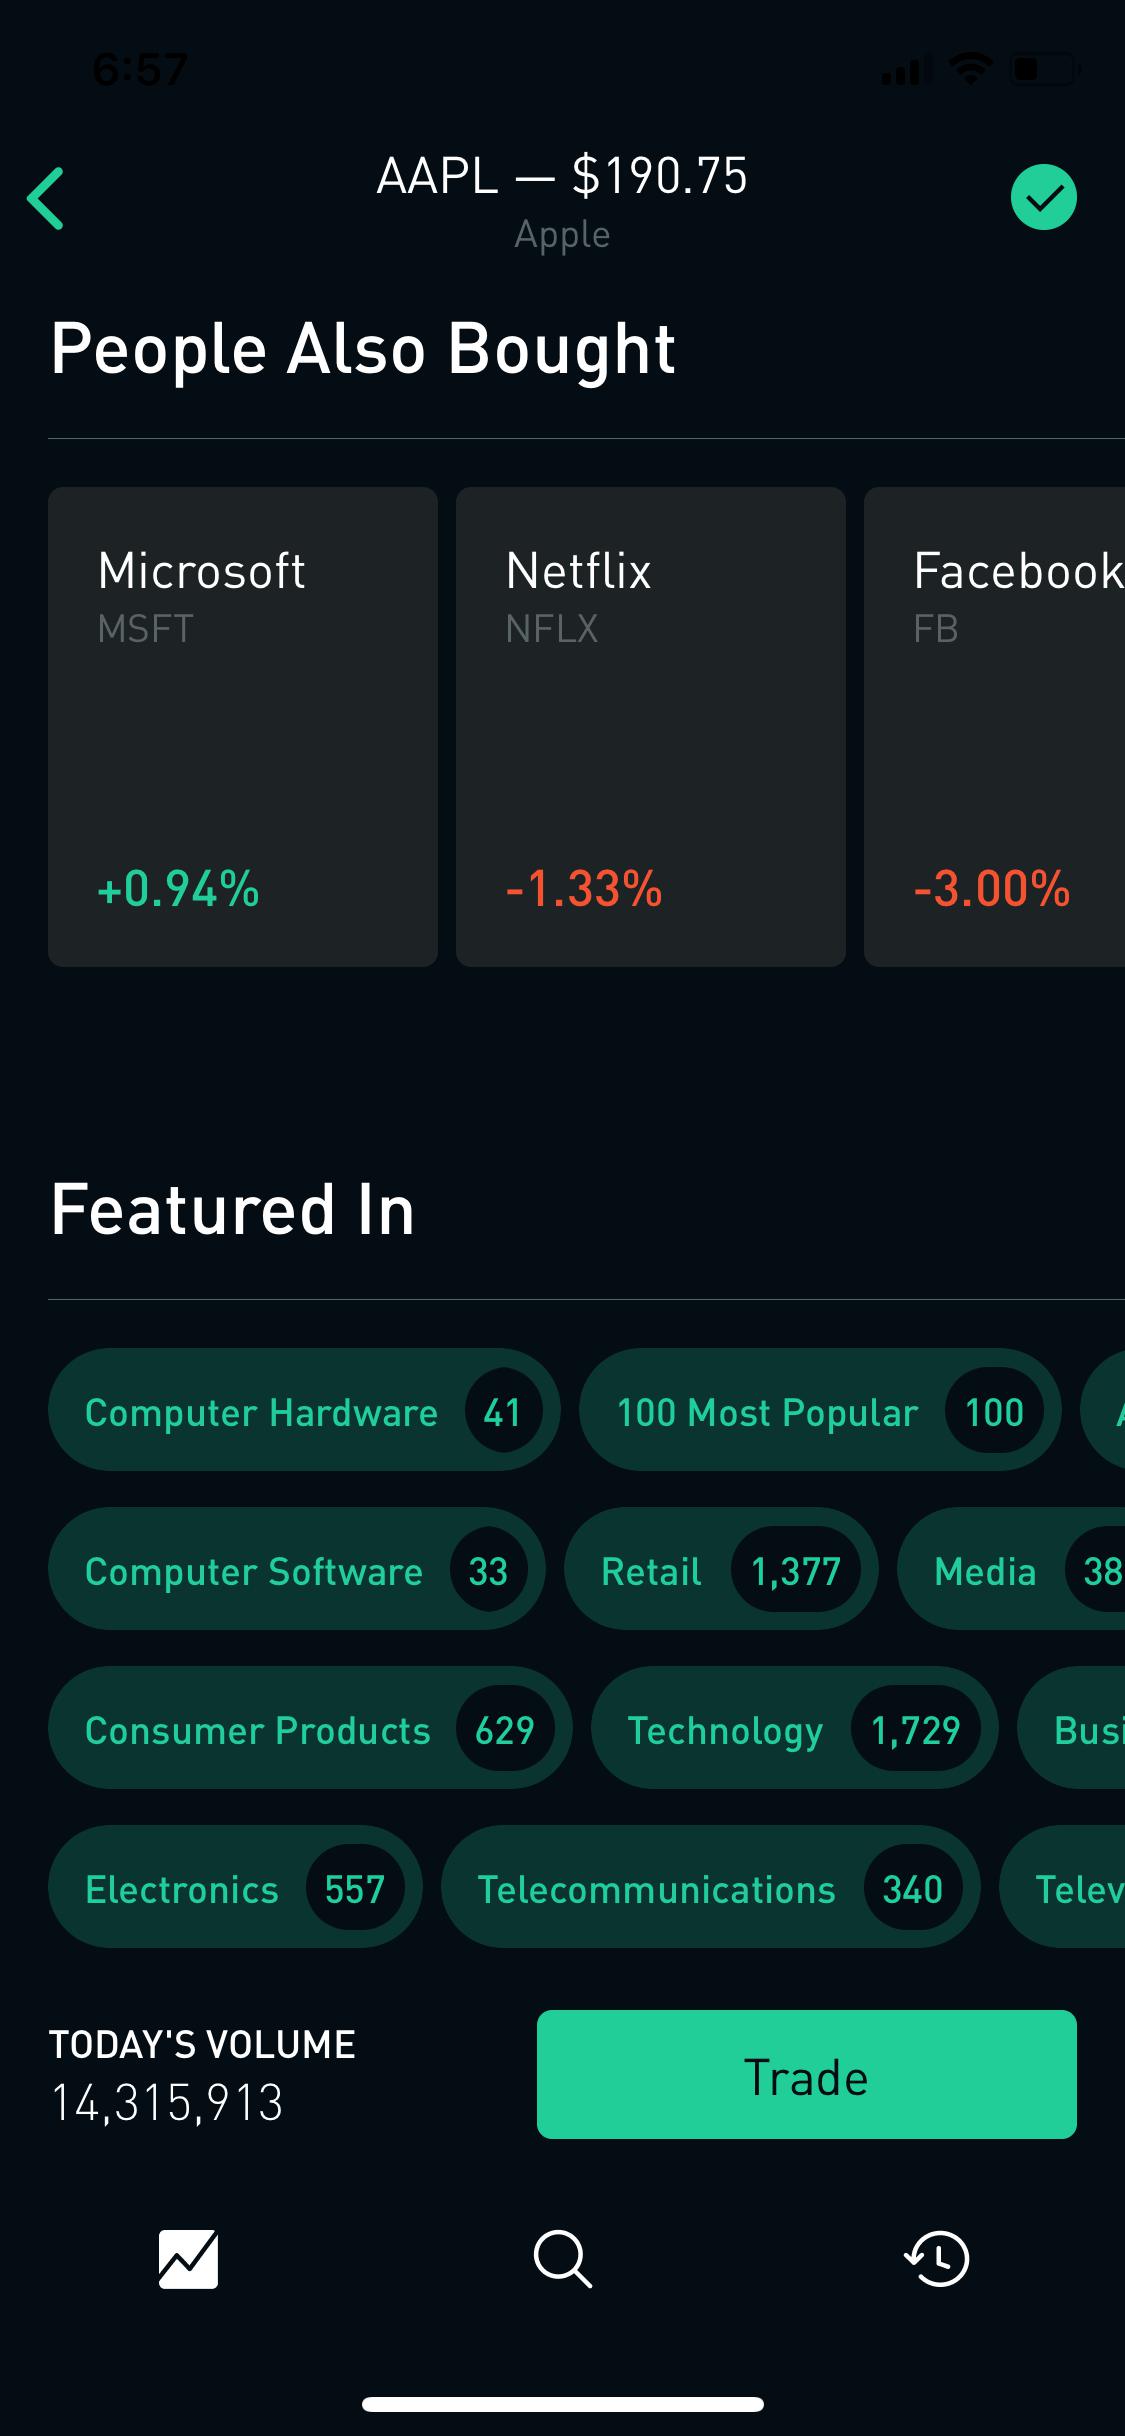 6:57
AAPL — $190.75
Apple
People Also Bought
Microsoft
MSFT
+0.94%
Netflix
NFLX
-1.33%
Facebook
FB
-3.00%
Featured In
Computer Hardware 41
100 Most Popular 100
Computer Software 33
Retail 1,377
Media 38
Consumer Products 629
Technology 1,729
Busi
Electronics 557
Telecommunications 340
Telev
TODAY'S VOLUME
14,315,913
Trade